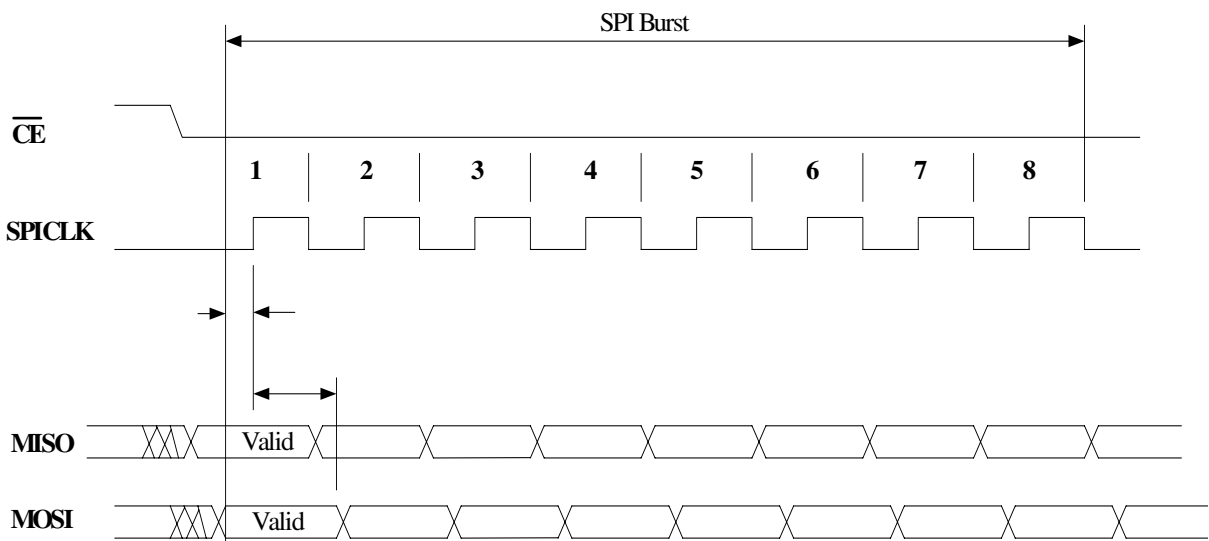 SPI Burst
CE
1 2 3 4 5 6 7 8
SPICLK
MISO Valid
MOSI Valid